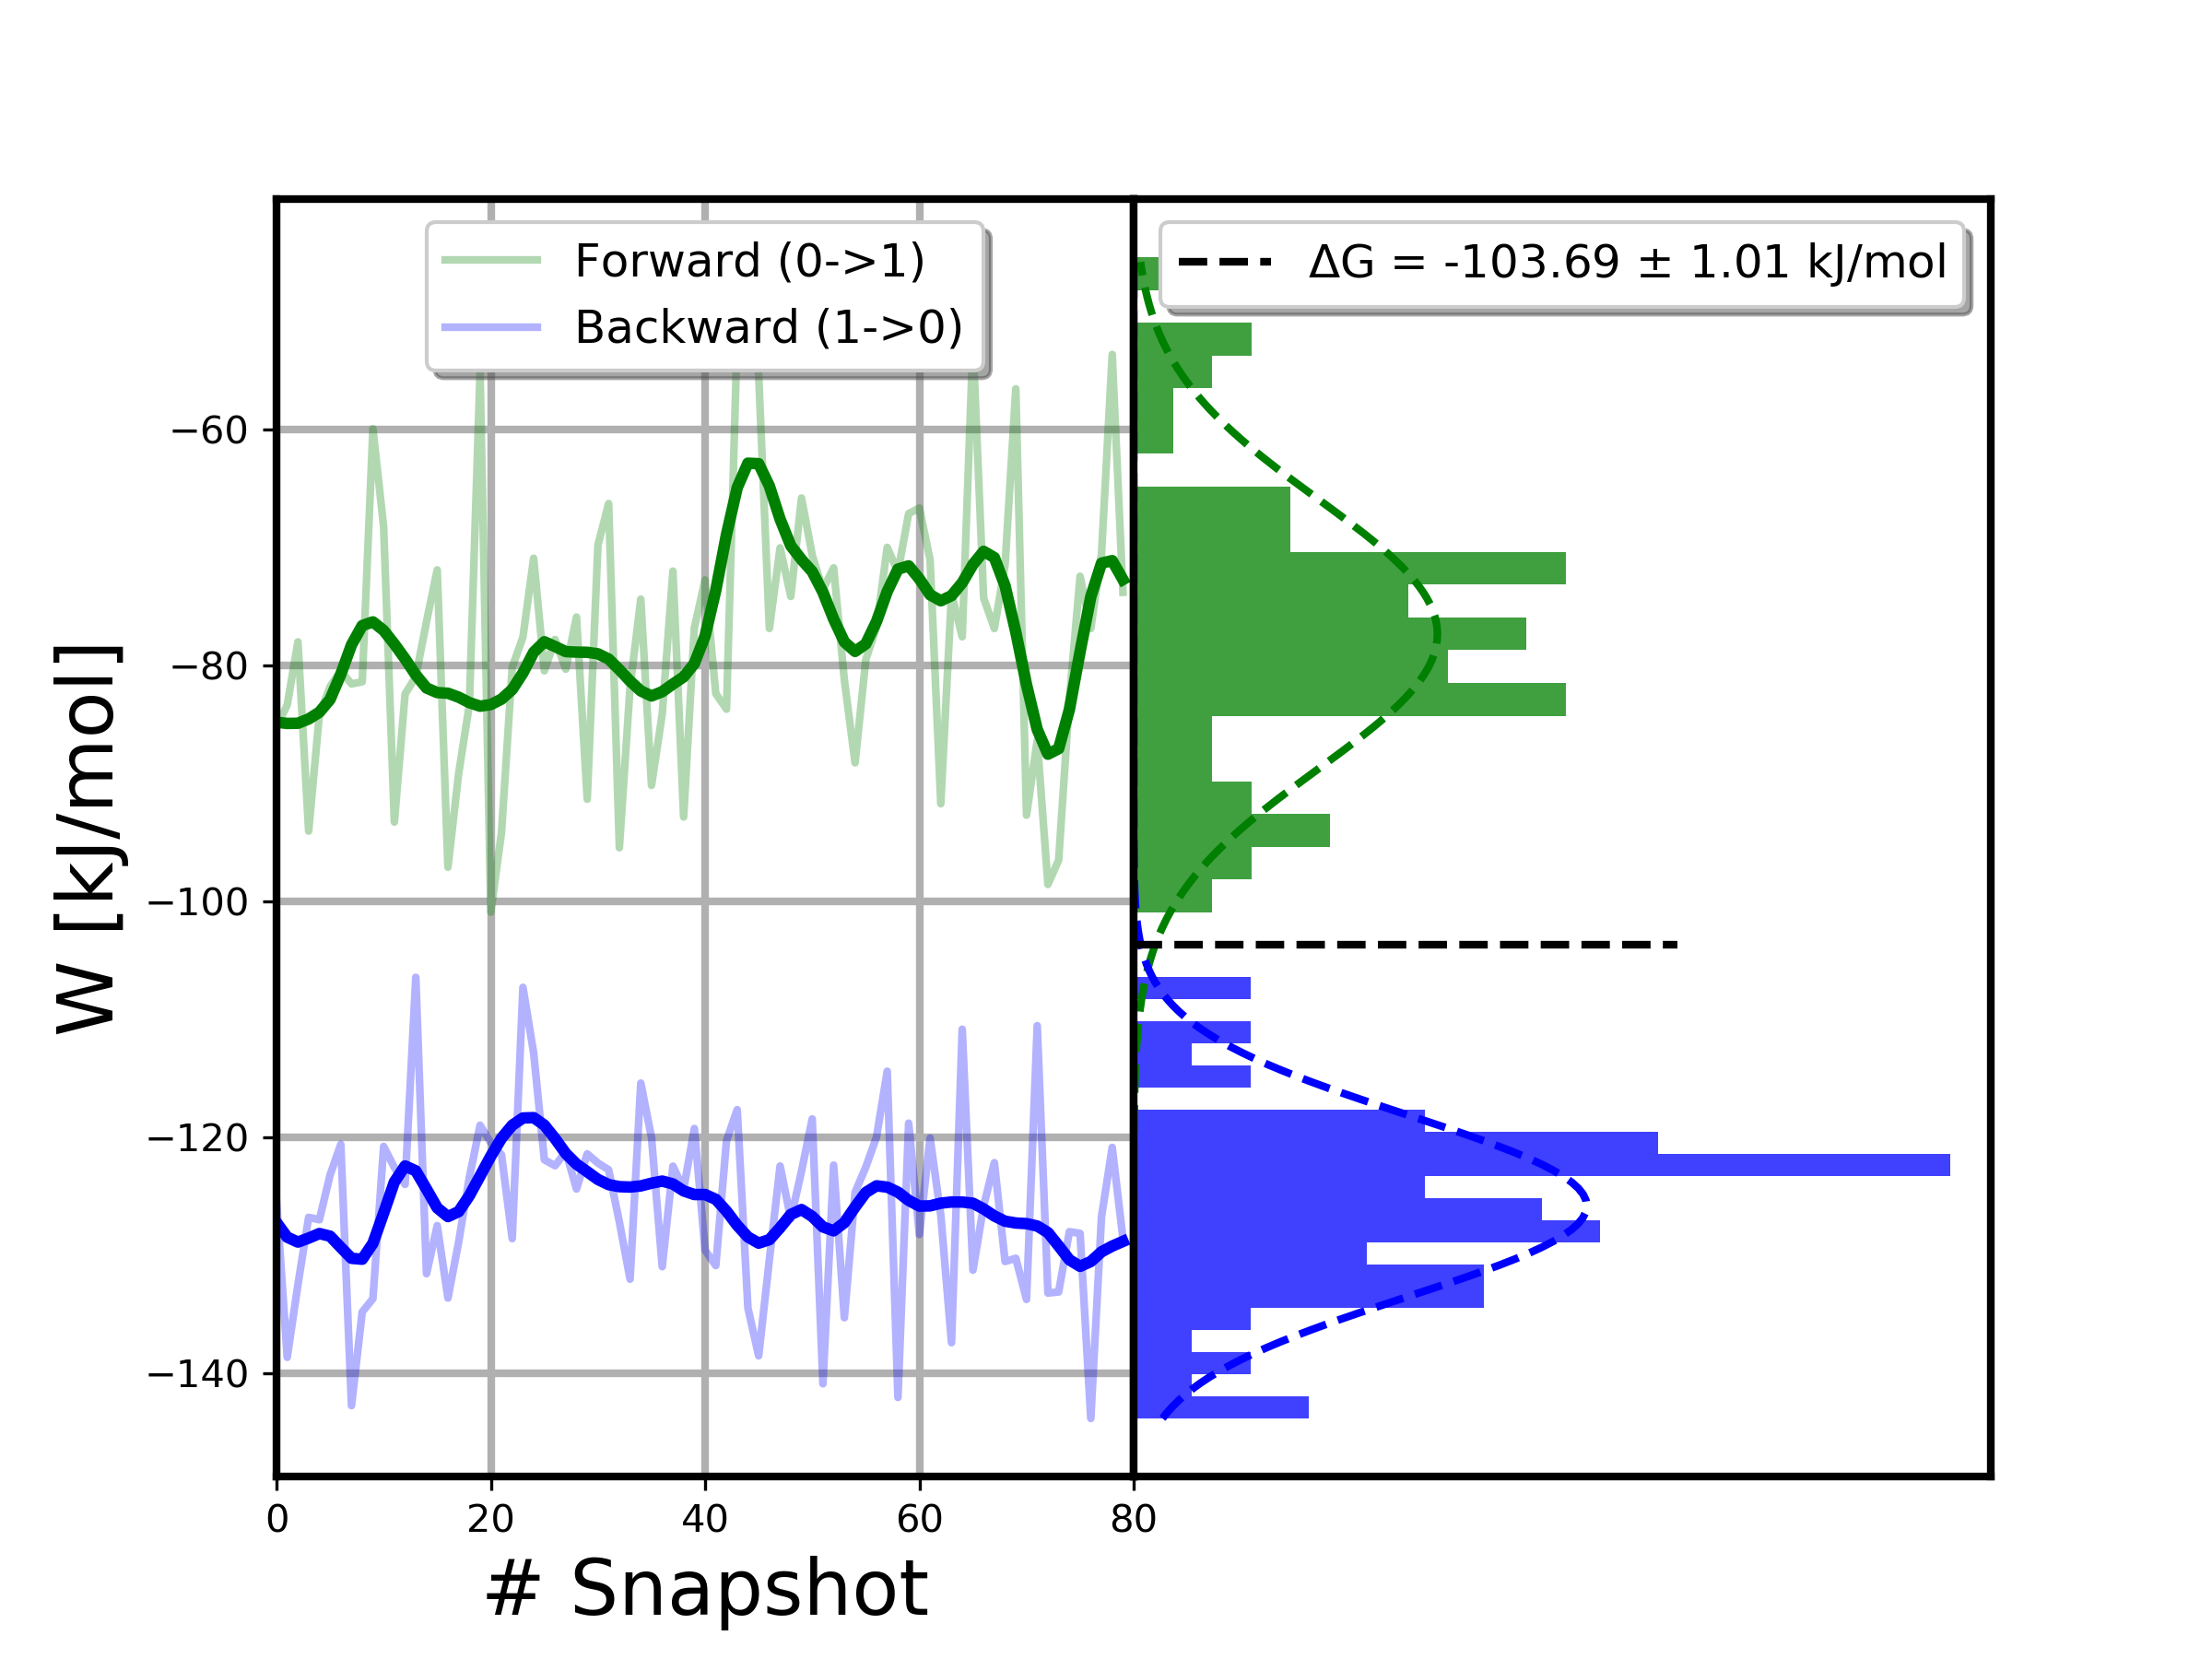 Forward (0->1)
Backward (1->0)
ΔG = -103.69 ± 1.01 kJ/mol
W [kJ/mol]
−60
−80
−100
−120
−140
0 20 40 60 80
# Snapshot